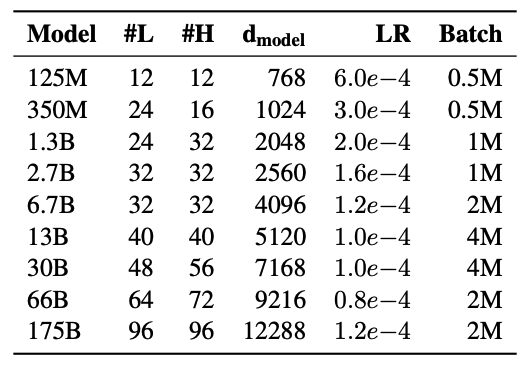 Model #L #H d_model LR Batch
125M 12 12 768 6.0e−4 0.5M
350M 24 16 1024 3.0e−4 0.5M
1.3B 24 32 2048 2.0e−4 1M
2.7B 32 32 2560 1.6e−4 1M
6.7B 32 32 4096 1.2e−4 2M
13B 40 40 5120 1.0e−4 4M
30B 48 56 7168 1.0e−4 4M
66B 64 72 9216 0.8e−4 2M
175B 96 96 12288 1.2e−4 2M